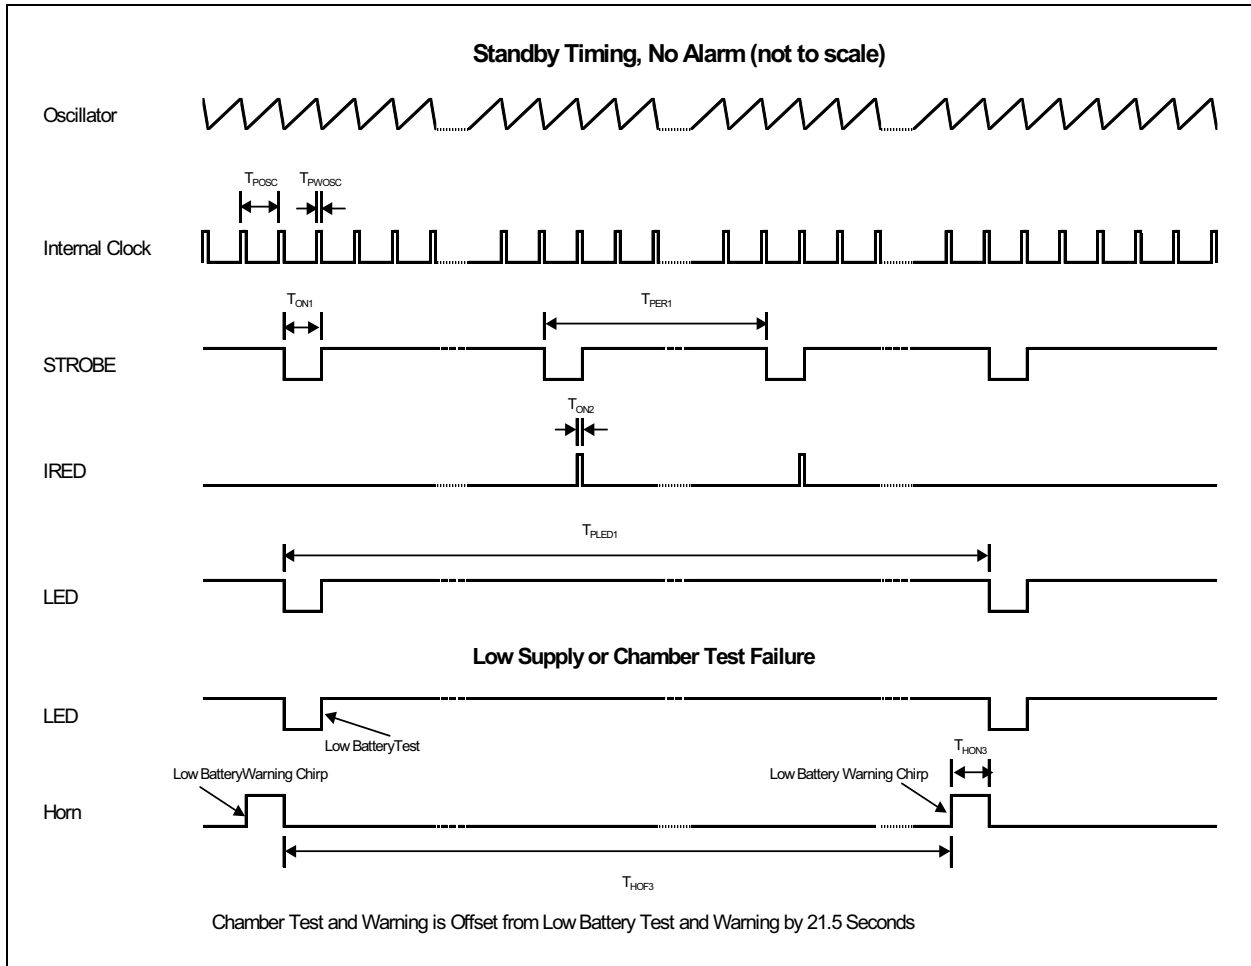 Standby Timing, No Alarm (not to scale)
Oscillator
TPOSC
TPWOSC
Internal Clock
TON1
TPER1
STROBE
TON2
IRED
TPLED1
LED
Low Supply or Chamber Test Failure
LED
Low BatteryTest
THON3
Low BatteryWarning Chirp
Low Battery Warning Chirp
Horn
THOF3
Chamber Test and Warning is Offset from Low Battery Test and Warning by 21.5 Seconds